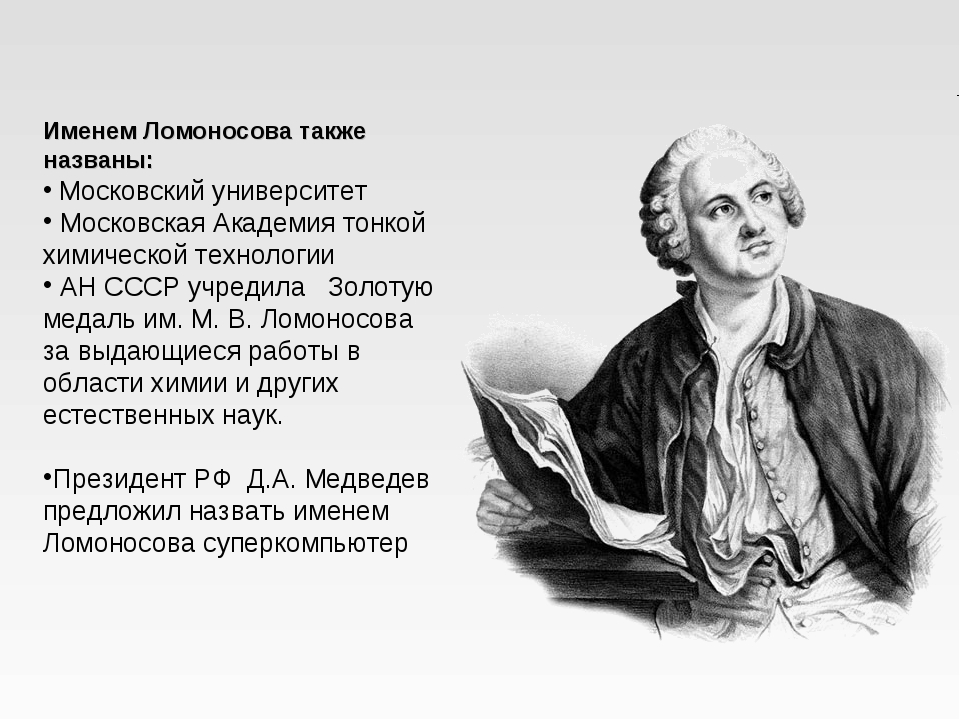 Именем Ломоносова также
названы:
• Московский университет
• Московская Академия тонкой
химической технологии
• АН СССР учредила   Золотую
медаль им. М. В. Ломоносова
за выдающиеся работы в
области химии и других
естественных наук.
•Президент РФ  Д.А. Медведев
предложил назвать именем
Ломоносова суперкомпьютер